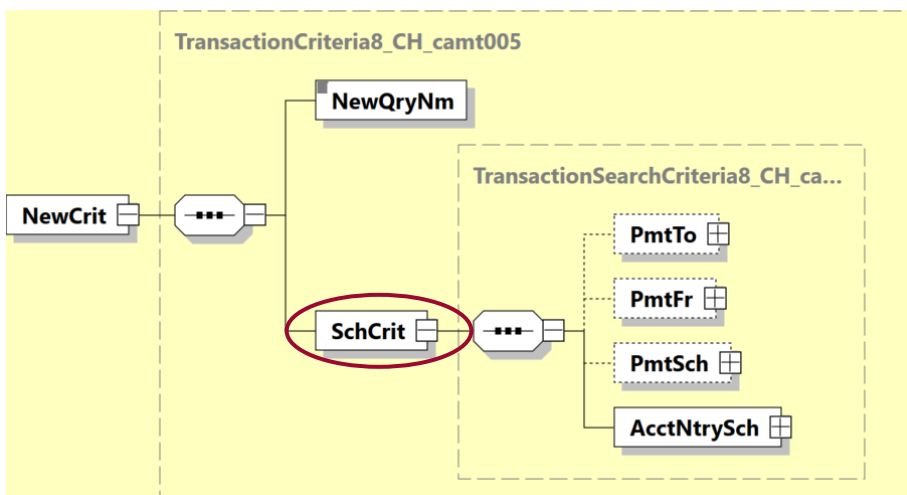 TransactionCriteria8_CH_camt005
NewQryNm
TransactionSearchCriteria8_CH_ca...
NewCrit
PmtTo
PmtFr
SchCrit
PmtSch
AcctNtrySch